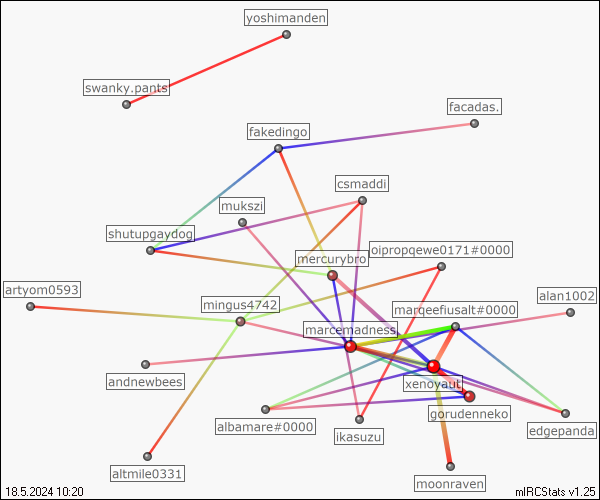 yoshimanden
swanky.pants
facadas.
fakedingo
csmaddi
mukszi
shutupgaydog
oipropqewe0171#0000
mercurybro
artyom0593
alan1002
mingus4742
marqeefiusalt#0000
marcemadness
xenoyaut
andnewbees
gorudenneko
albamare#0000
edgepanda
ikasuzu
altmile0331
moonraven
18.5.2024 10:20
mIRCStats v1.25